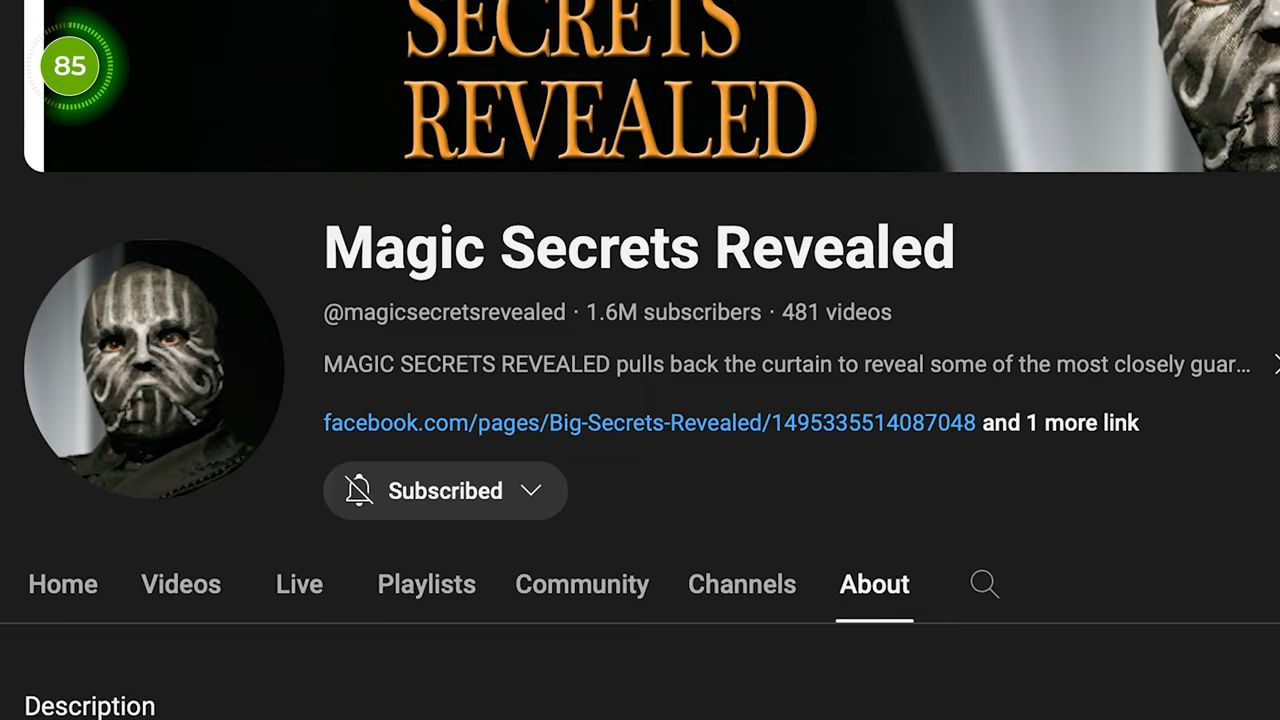 SECRETS
REVEALED
85
Magic Secrets Revealed
@magicsecretsrevealed · 1.6M subscribers · 481 videos
MAGIC SECRETS REVEALED pulls back the curtain to reveal some of the most closely guar...
facebook.com/pages/Big-Secrets-Revealed/1495335514087048 and 1 more link
Subscribed
Home Videos Live Playlists Community Channels About
Description